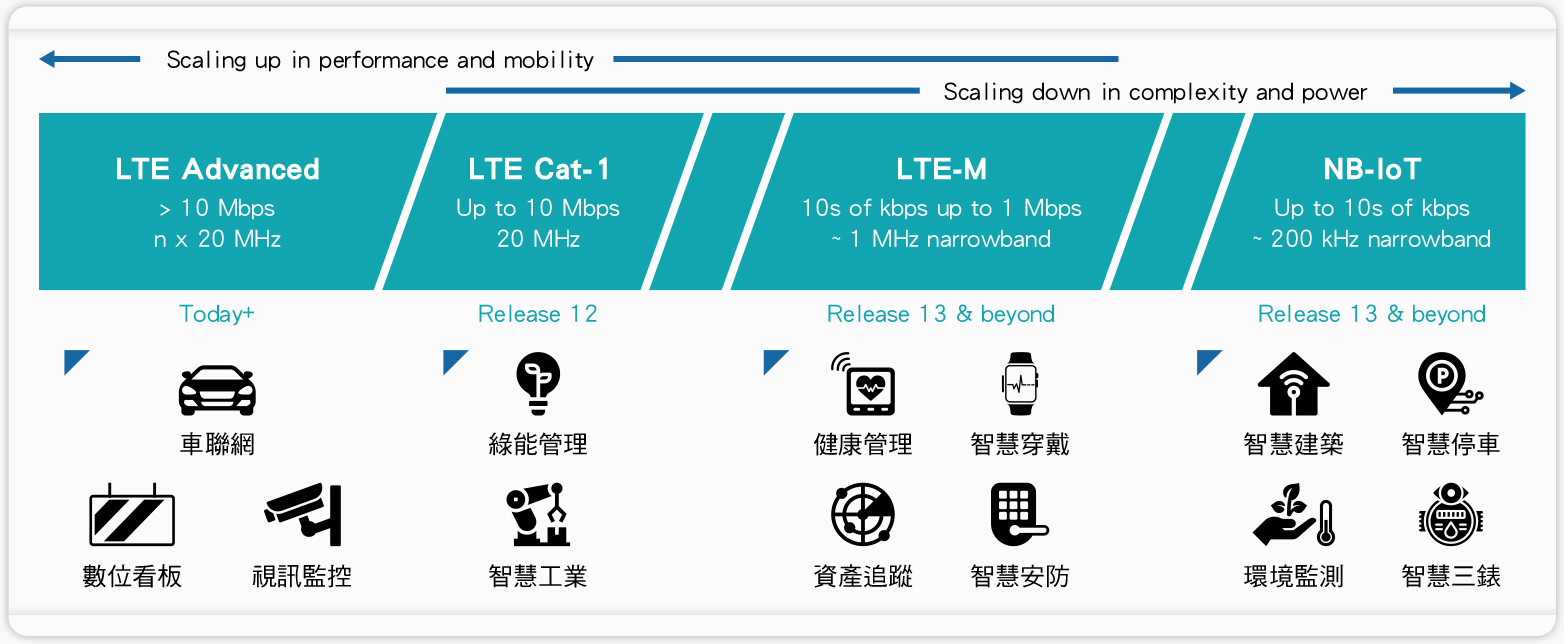 Scaling up in performance and mobility
Scaling down in complexity and power
LTE Advanced
> 10 Mbps
n x 20 MHz
LTE Cat-1
Up to 10 Mbps
20 MHz
LTE-M
10s of kbps up to 1 Mbps
~ 1 MHz narrowband
NB-IoT
Up to 10s of kbps
~ 200 kHz narrowband
Today+
Release 12
Release 13 & beyond
Release 13 & beyond
車聯網
綠能管理
健康管理
智慧穿戴
智慧建築
P
智慧停車
數位看板
視訊監控
智慧工業
資產追蹤
智慧安防
環境監測
智慧三錶